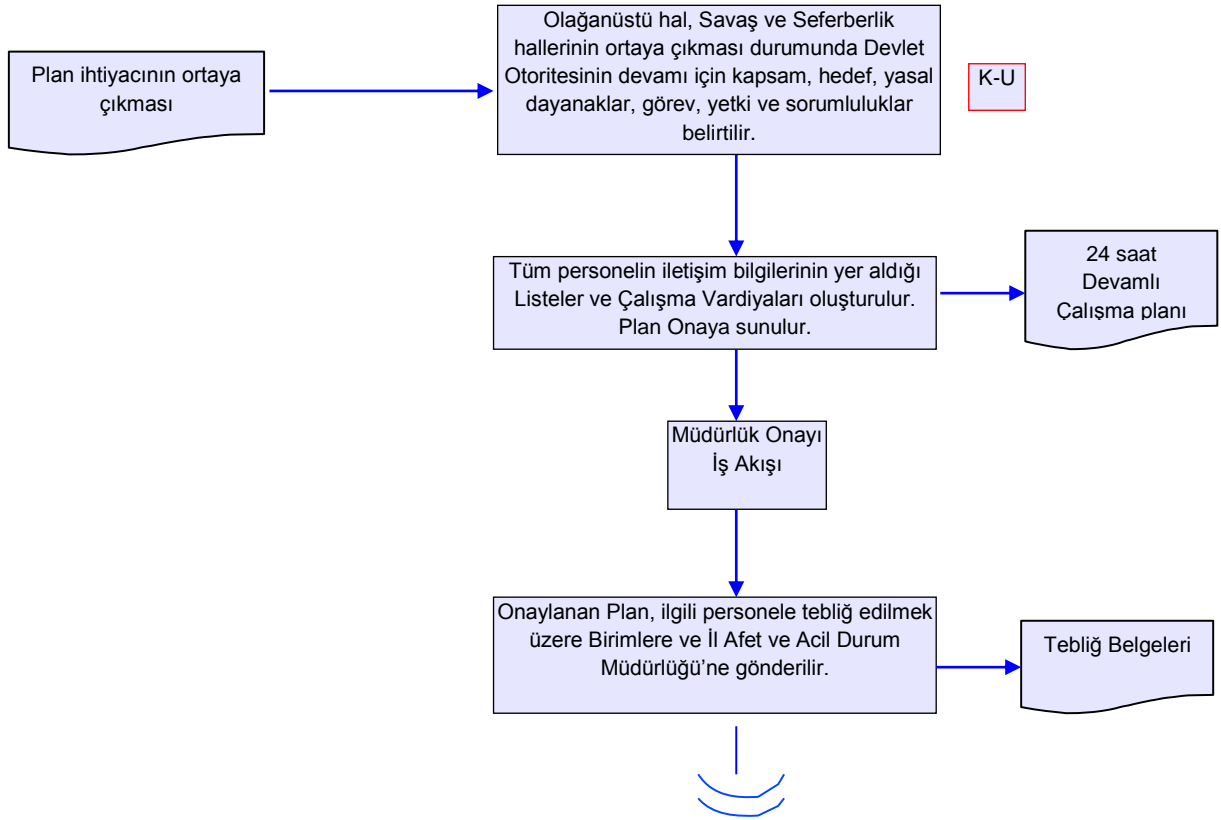 Plan ihtiyacının ortaya
çıkması
Olağanüstü hal, Savaş ve Seferberlik
hallerinin ortaya çıkması durumunda Devlet
Otoritesinin devamı için kapsam, hedef, yasal
dayanaklar, görev, yetki ve sorumluluklar
belirtilir.
K-U
Tüm personelin iletişim bilgilerinin yer aldığı
Listeler ve Çalışma Vardiyaları oluşturulur.
Plan Onaya sunulur.
24 saat
Devamlı
Çalışma planı
Müdürlük Onayı
İş Akışı
Onaylanan Plan, ilgili personele tebliğ edilmek
üzere Birimlere ve İl Afet ve Acil Durum
Müdürlüğü’ne gönderilir.
Tebliğ Belgeleri